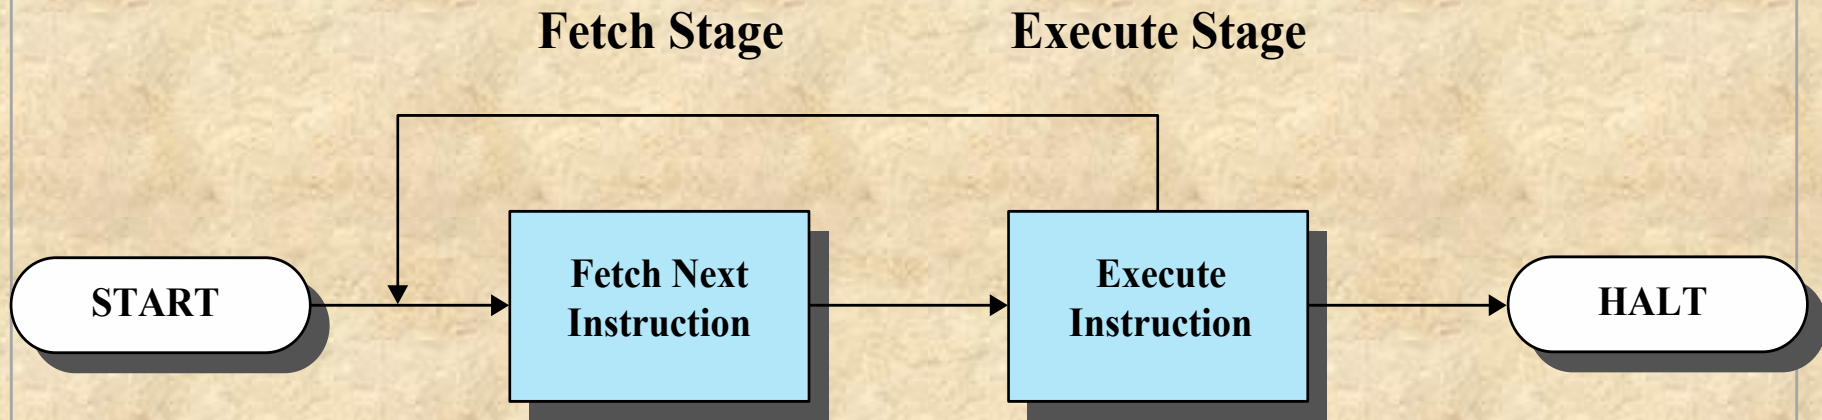 Fetch Stage
Execute Stage
START
Fetch Next
Instruction
Execute
Instruction
HALT